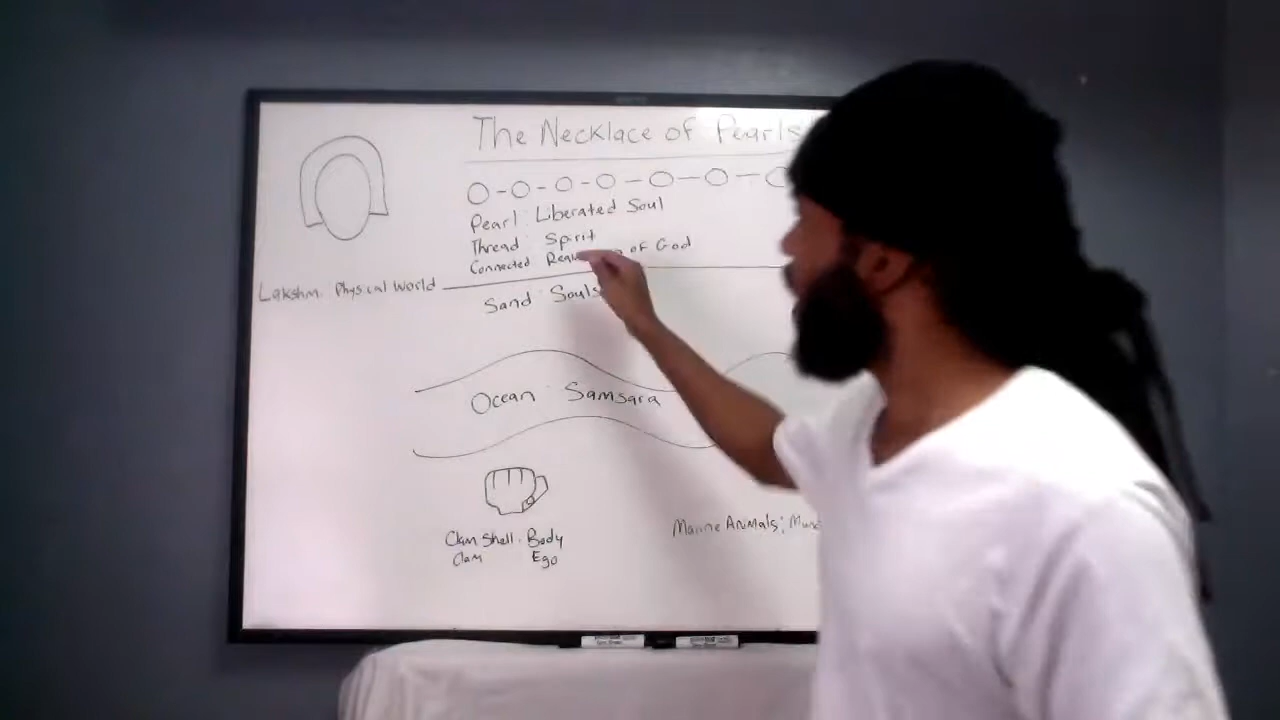 The Necklace of Pearls
Pearl: Liberated Soul
Thread: Spirit
Connected of God
Lakshmi: Physical World
Sand: Souls
Ocean: Samsara
Clam Shell: Body
Clam Ego
Marine Animals: